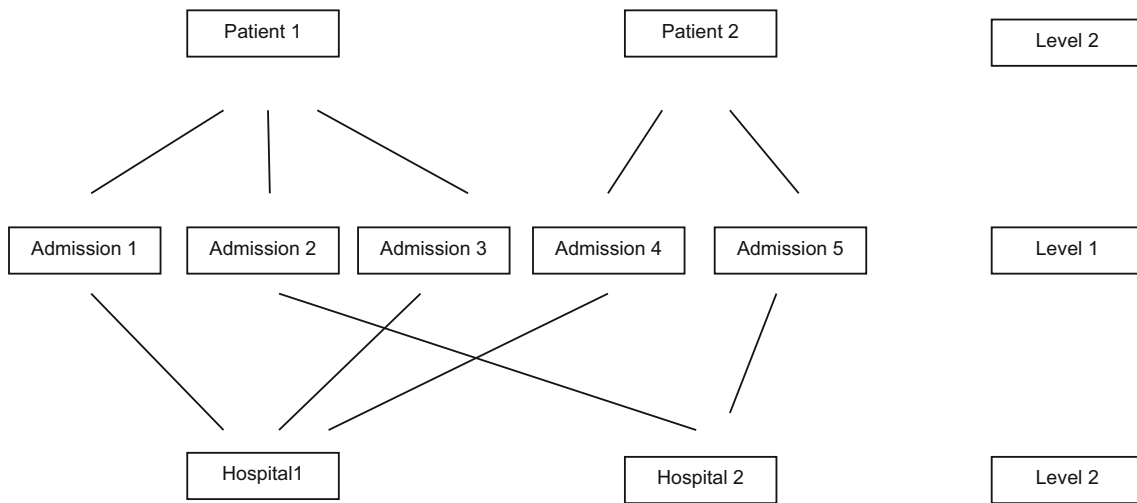 Patient 1
Patient 2
Level 2
Admission 1
Admission 2
Admission 3
Admission 4
Admission 5
Level 1
Hospital1
Hospital 2
Level 2